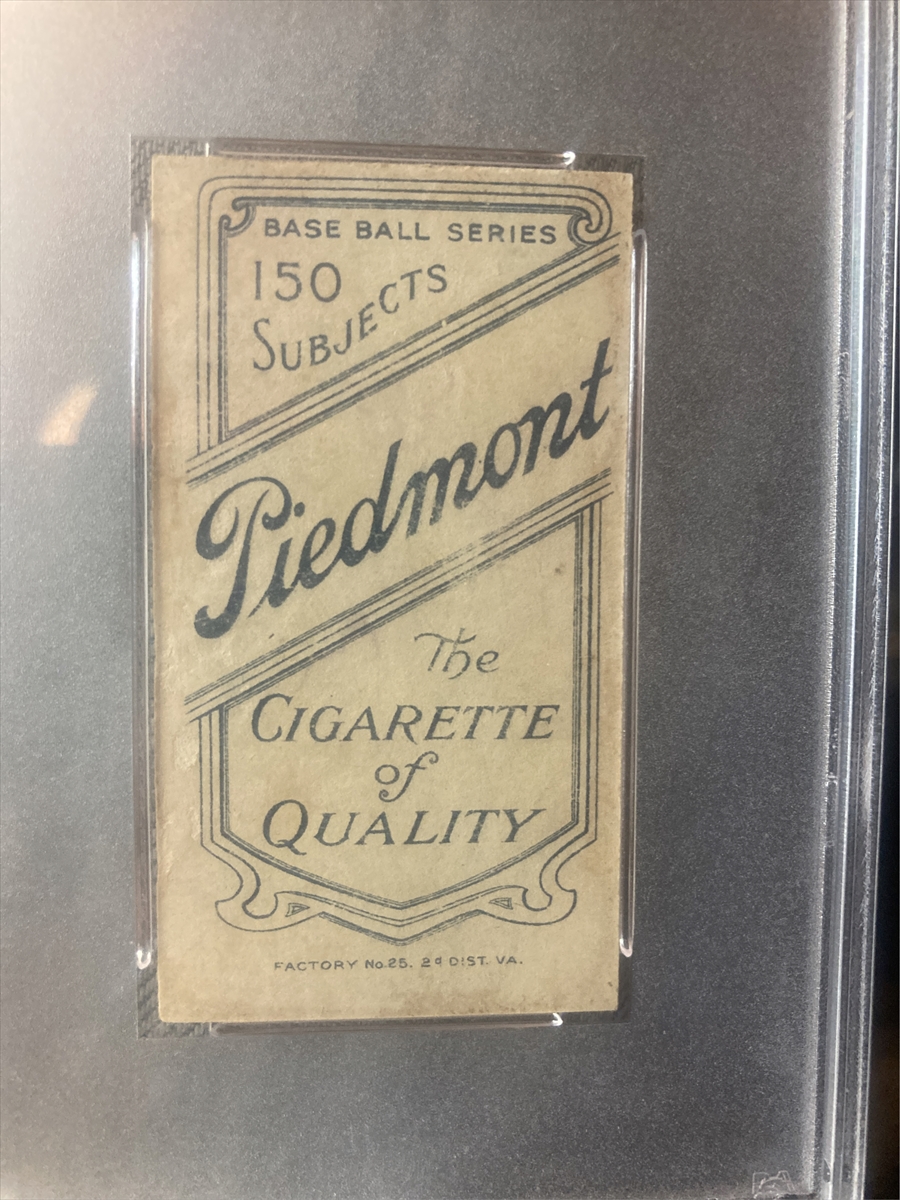 BASE BALL SERIES
150
SUBJECTS
Piedmont
The
CIGARETTE
of
QUALITY
FACTORY No. 25. 2d DIST. VA.